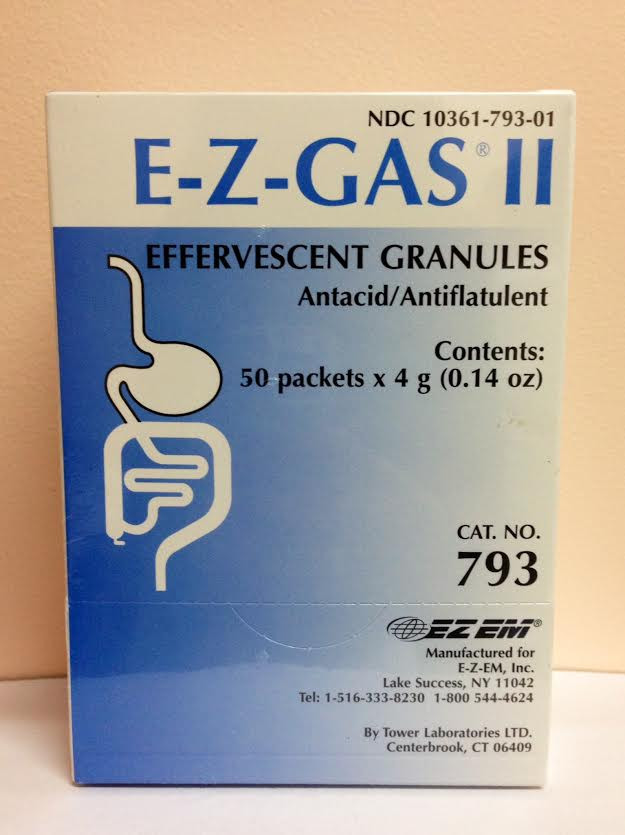 NDC 10361-793-01
E-Z-GAS® II
EFFERVESCENT GRANULES
Antacid/Antiflatulent
Contents:
50 packets x 4 g (0.14 oz)
CAT. NO.
793
EZ EM®
Manufactured for
E-Z-EM, Inc.
Lake Success, NY 11042
Tel: 1-516-333-8230 1-800 544-4624
By Tower Laboratories LTD.
Centerbrook, CT 06409